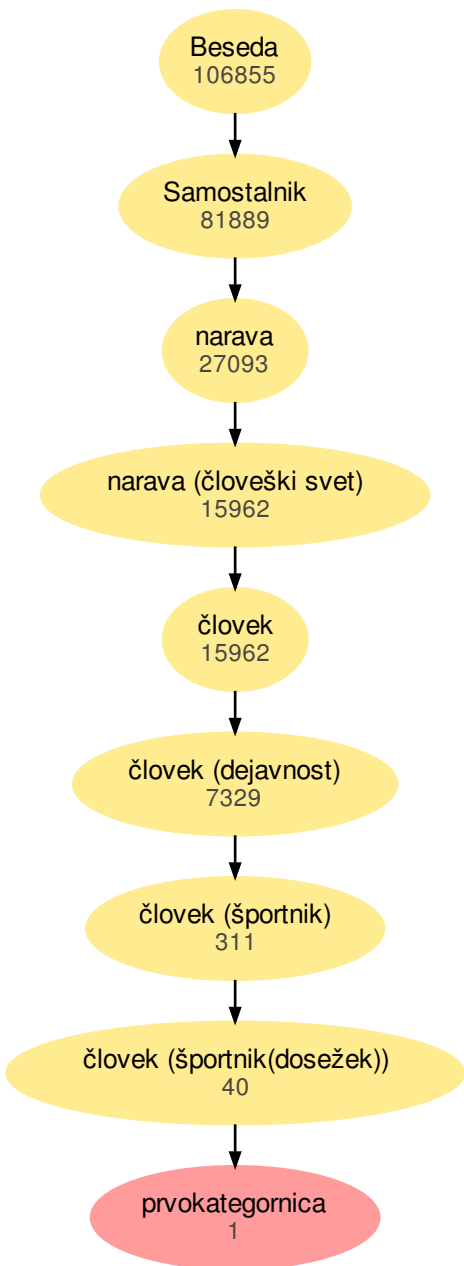 Beseda
106855
Samostalnik
81889
narava
27093
narava (človeški svet)
15962
človek
15962
človek (dejavnost)
7329
človek (športnik)
311
človek (športnik(dosežek))
40
prvokategornica
1